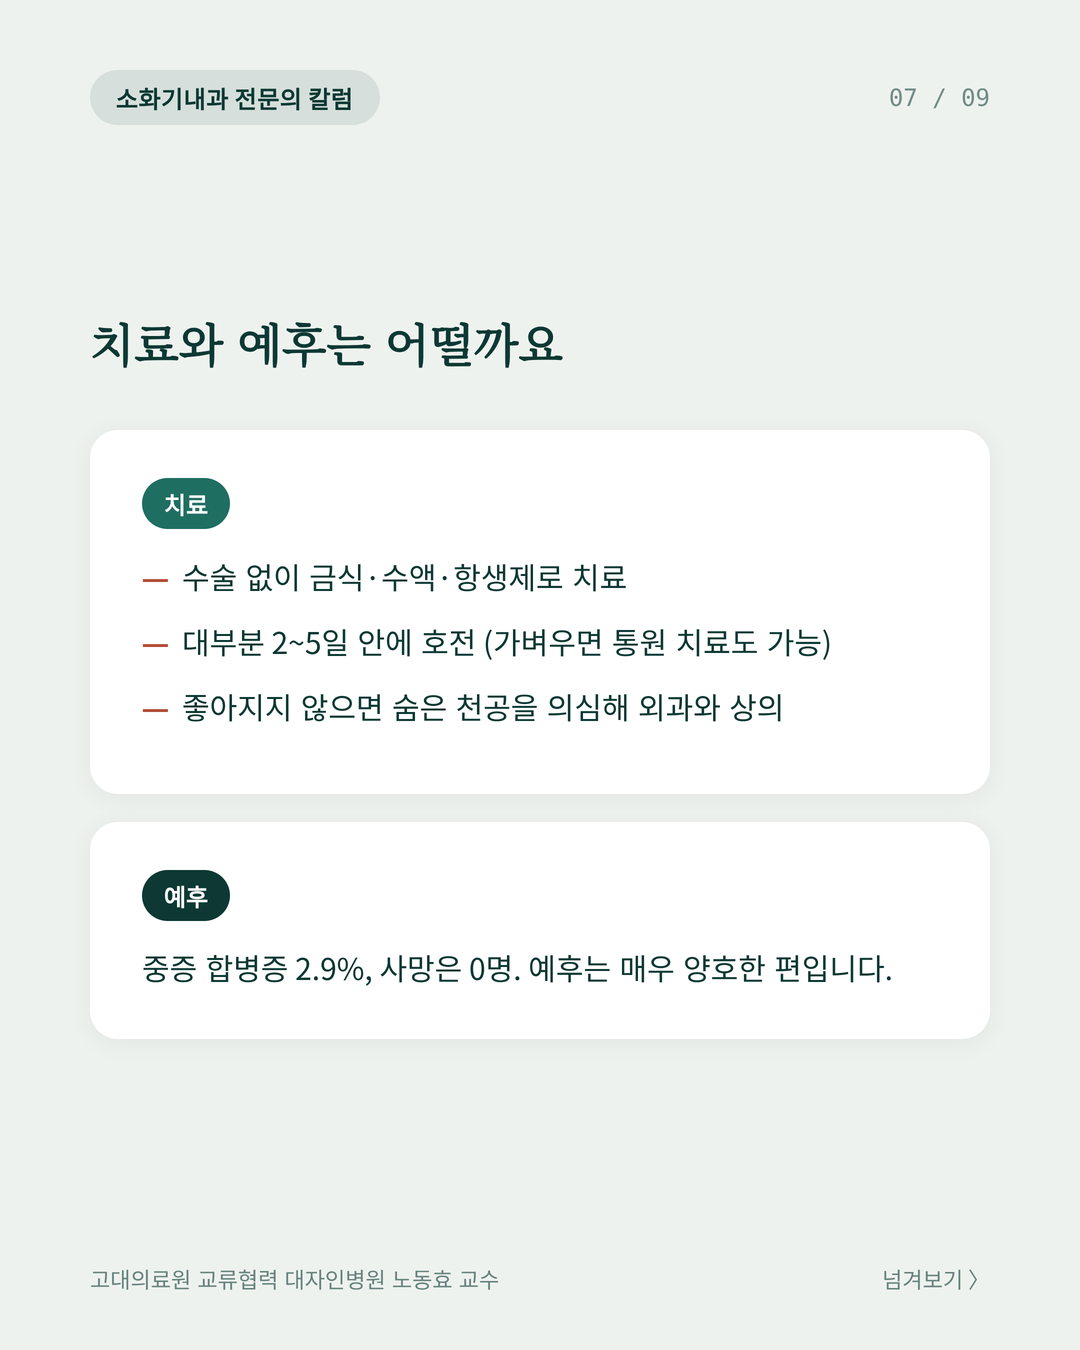 소화기내과 전문의 칼럼
07 / 09
치료와 예후는 어떨까요
치료
— 수술 없이 금식·수액·항생제로 치료
— 대부분 2~5일 안에 호전 (가벼우면 통원 치료도 가능)
— 좋아지지 않으면 숨은 천공을 의심해 외과와 상의
예후
중증 합병증 2.9%, 사망은 0명. 예후는 매우 양호한 편입니다.
고대의료원 교류협력 대자인병원 노동효 교수
넘겨보기 〉